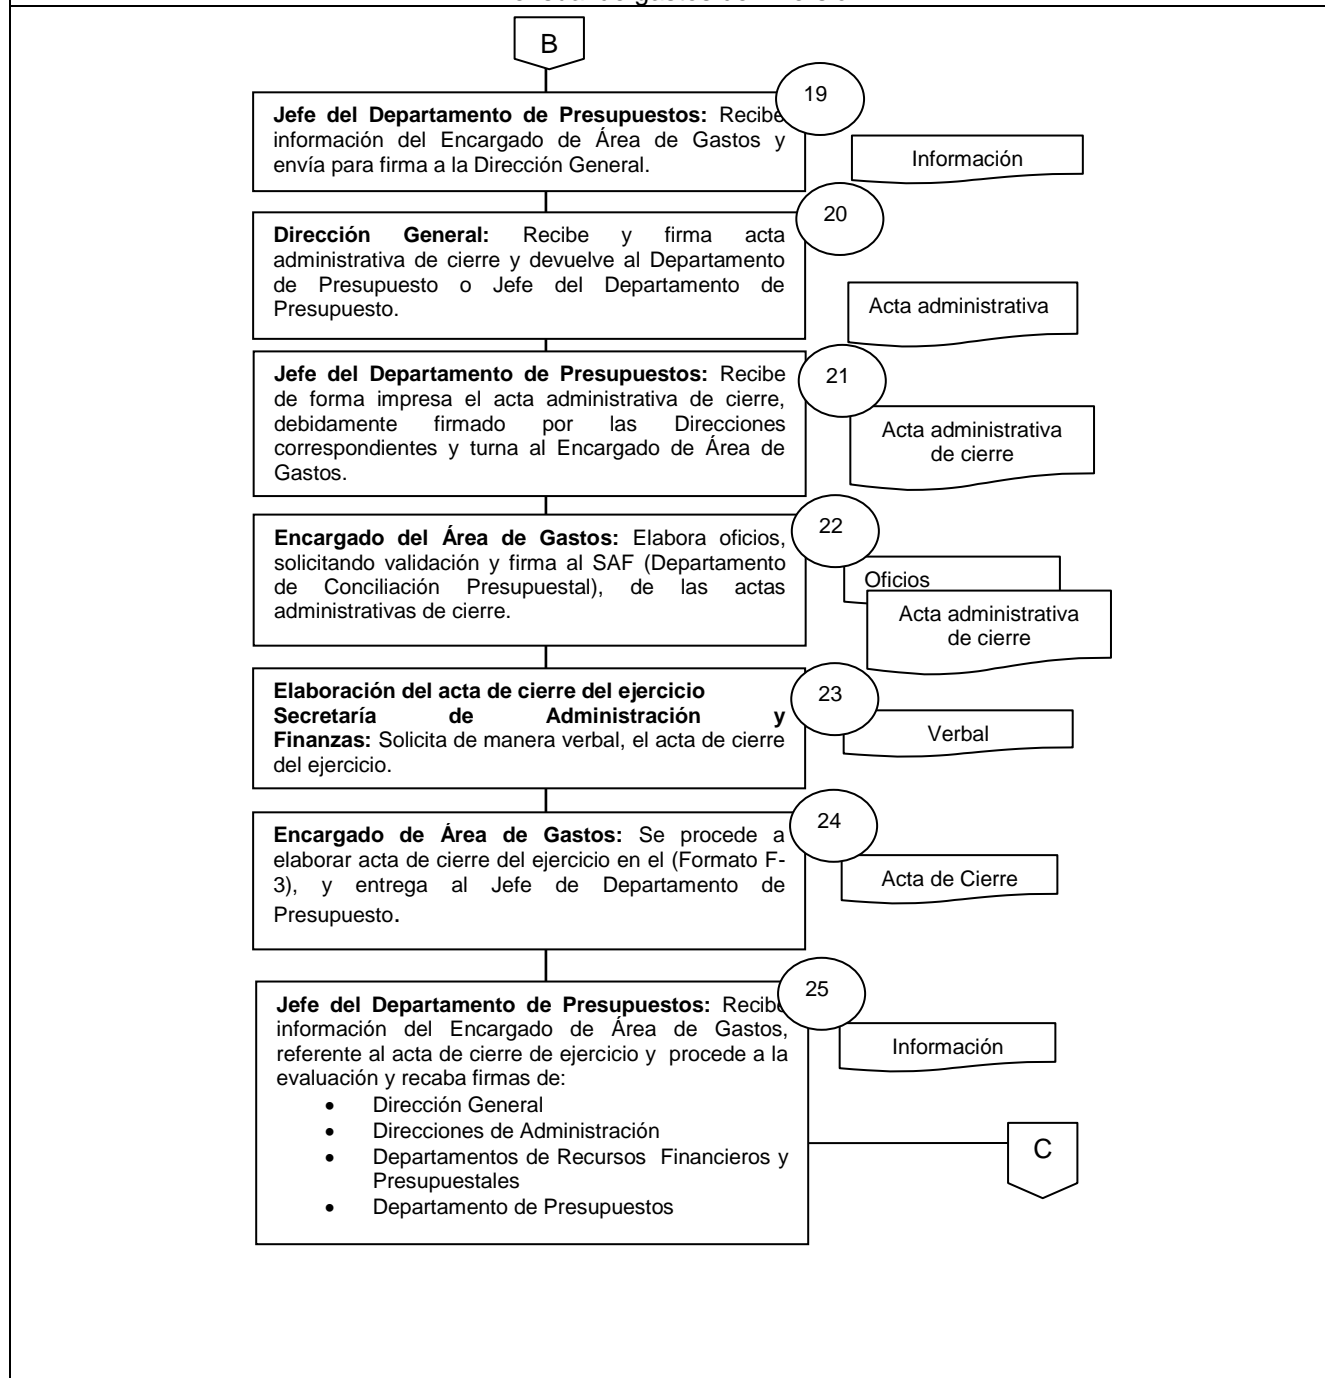 B
19
Jefe del Departamento de Presupuestos: Recibe
información del Encargado de Área de Gastos y
envía para firma a la Dirección General.
Información
20
Dirección General: Recibe y firma acta
administrativa de cierre y devuelve al Departamento
de Presupuesto o Jefe del Departamento de
Presupuesto.
Acta administrativa
21
Jefe del Departamento de Presupuestos: Recibe
de forma impresa el acta administrativa de cierre,
debidamente firmado por las Direcciones
correspondientes y turna al Encargado de Área de
Gastos.
Acta administrativa
de cierre
22
Encargado del Área de Gastos: Elabora oficios,
solicitando validación y firma al SAF (Departamento
de Conciliación Presupuestal), de las actas
administrativas de cierre.
Oficios
Acta administrativa
de cierre
23
Elaboración del acta de cierre del ejercicio
Secretaría de Administración y
Finanzas: Solicita de manera verbal, el acta de cierre
del ejercicio.
Verbal
24
Encargado de Área de Gastos: Se procede a
elaborar acta de cierre del ejercicio en el (Formato F-
3), y entrega al Jefe de Departamento de
Presupuesto.
Acta de Cierre
25
Jefe del Departamento de Presupuestos: Recibe
información del Encargado de Área de Gastos,
referente al acta de cierre de ejercicio y procede a la
evaluación y recaba firmas de:
• Dirección General
• Direcciones de Administración
• Departamentos de Recursos Financieros y
Presupuestales
• Departamento de Presupuestos
Información
C